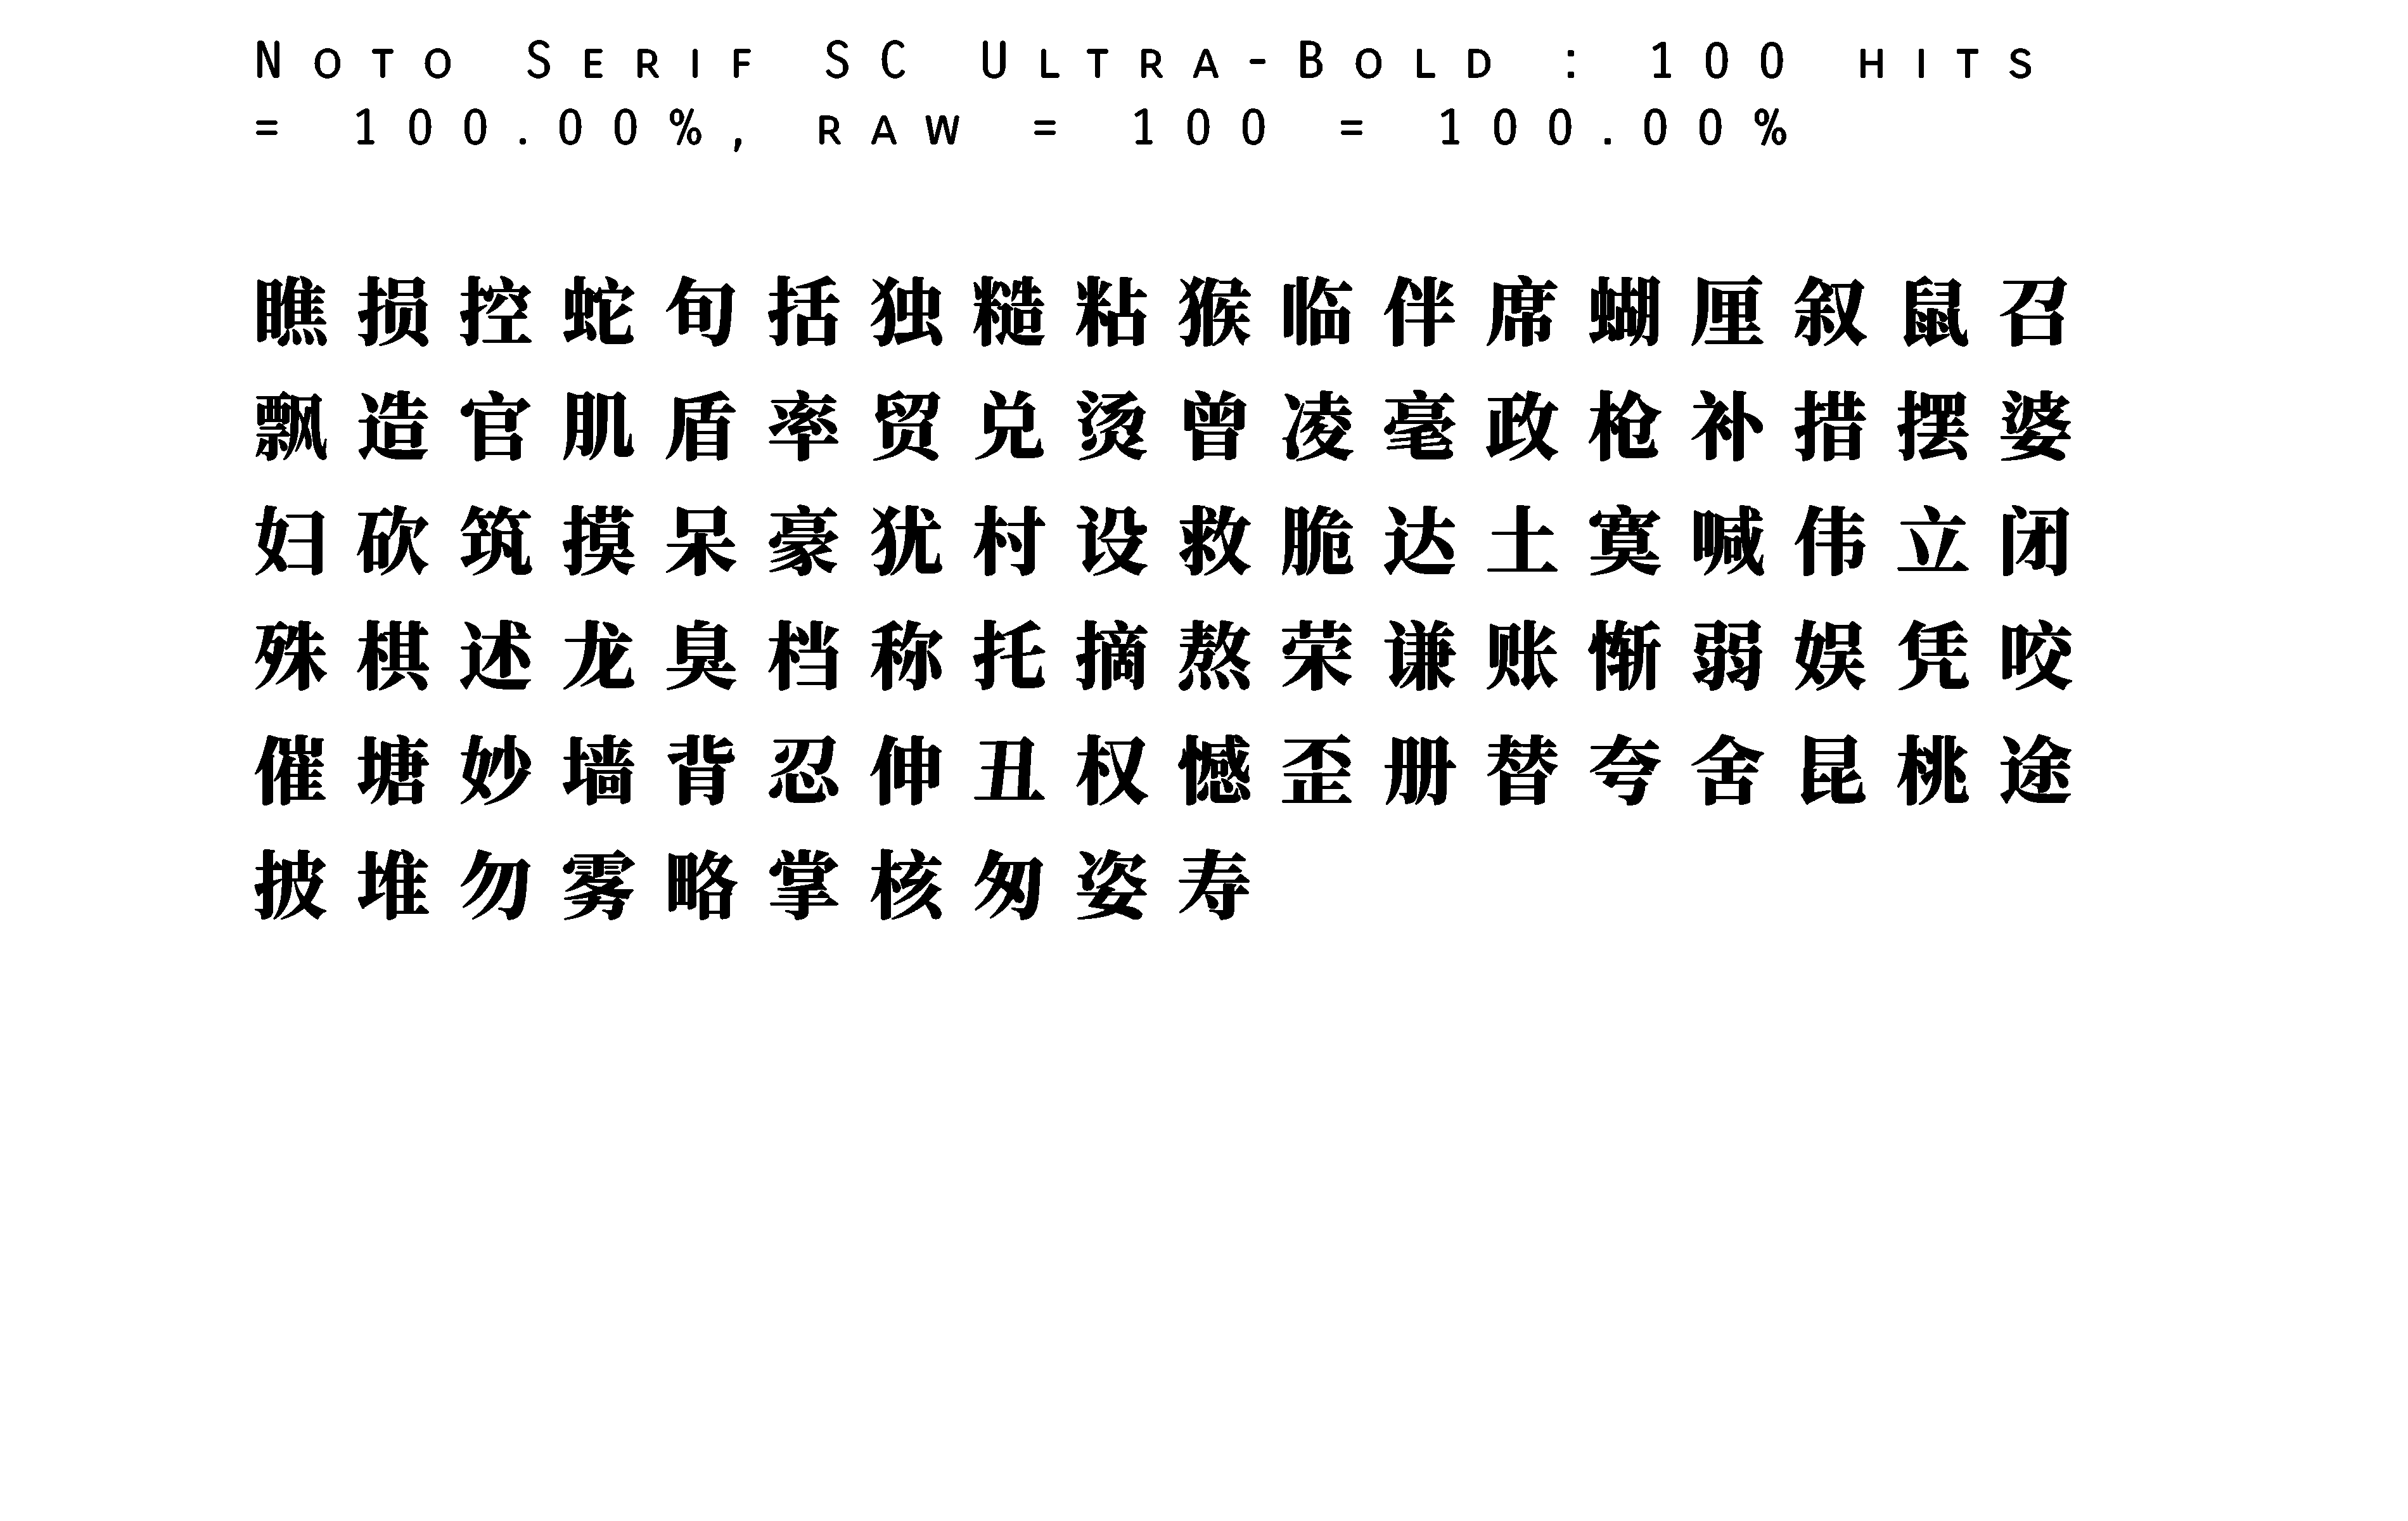 Noto Serif SC Ultra-Bold : 100 hits
= 100.00%, raw = 100 = 100.00%
瞧损控蛇旬括独糙粘猴临伴席蝴厘叙鼠召
飘造官肌盾率贸兑烫曾凌毫政枪补措摆婆
妇砍筑摸呆豪犹村设救脆达土寞喊伟立闭
殊棋述龙臭档称托摘熬荣谦账惭弱娱凭咬
催塘妙墙背忍伸丑权憾歪册替夸舍昆桃途
披堆勿雾略掌核匆姿寿